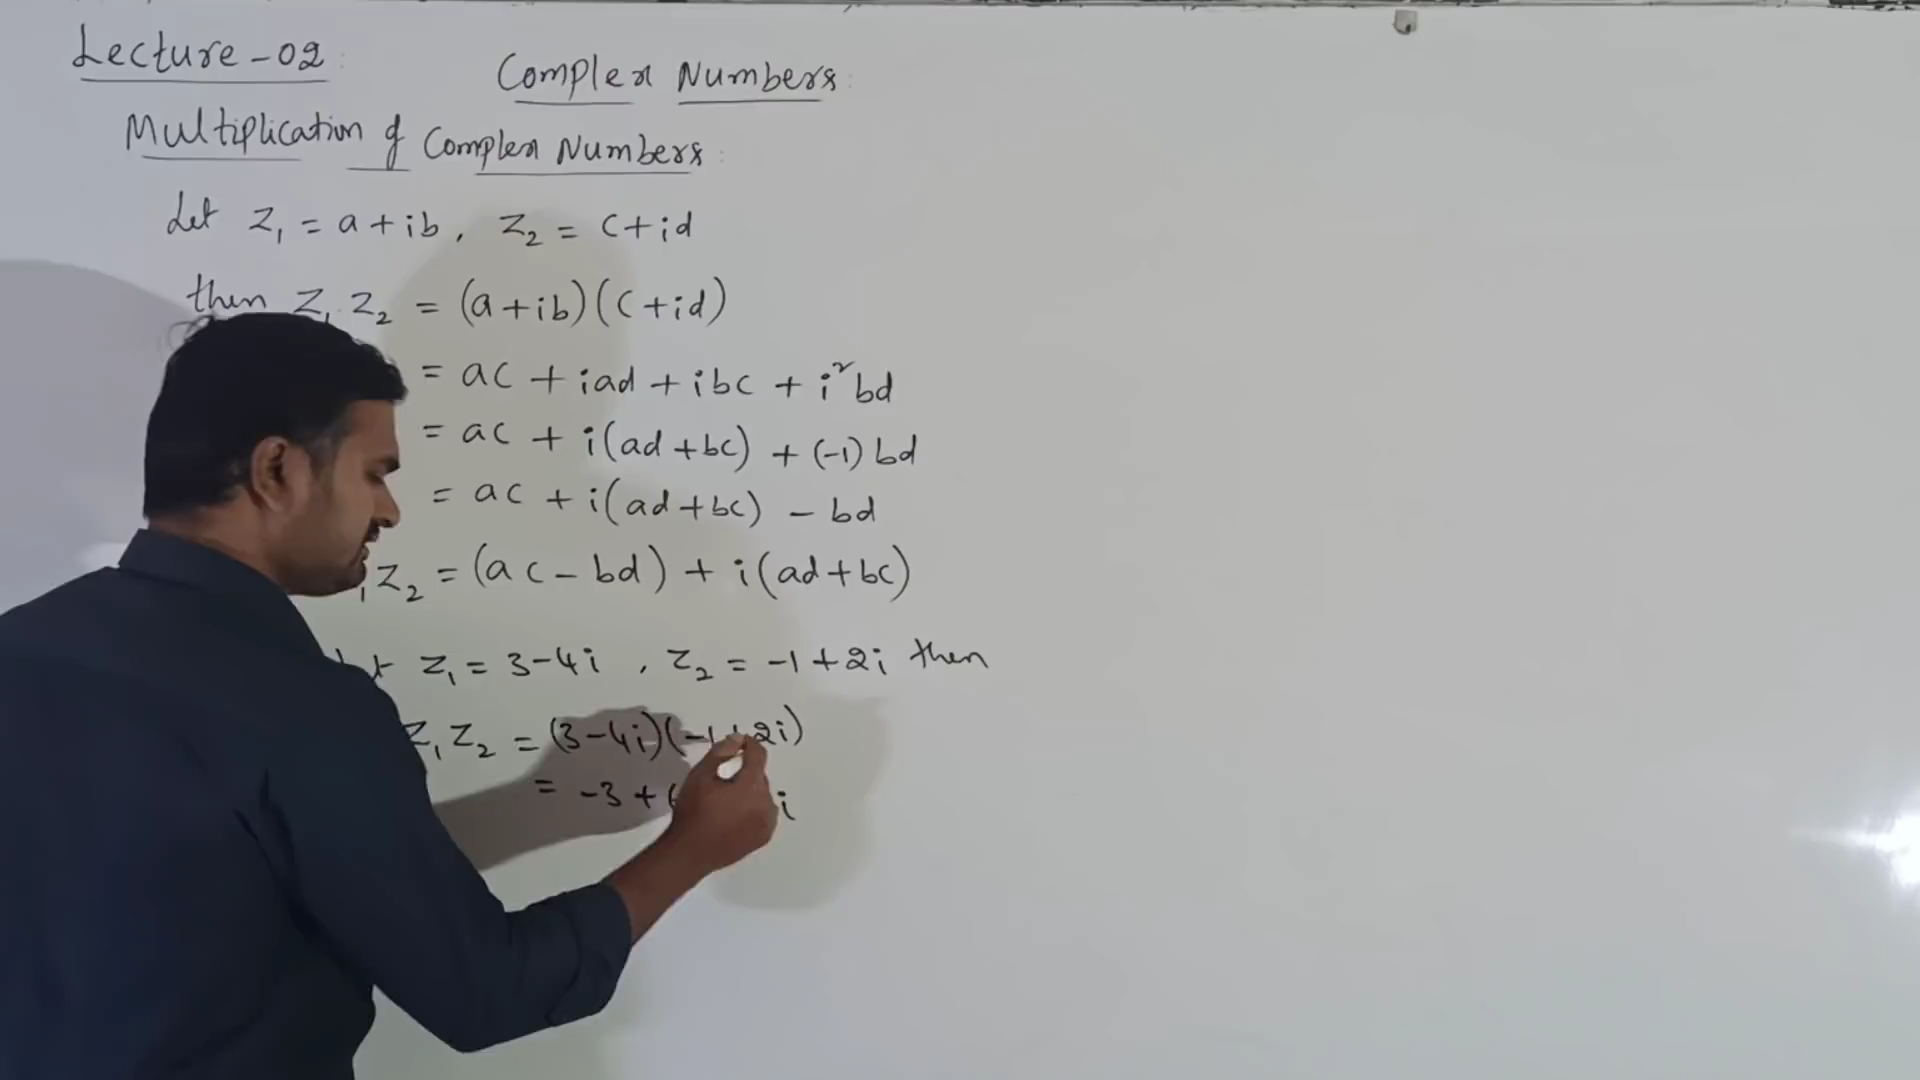 Lecture-02
Complex Numbers
Multiplication of Complex Numbers
Let z₁ = a+ib, z₂ = c+id
then z₁ z₂ = (a+ib)(c+id)
= ac + iad + ibc + i²bd
= ac + i(ad+bc) + (-1) bd
= ac + i(ad+bc) - bd
z₂ = (ac-bd) + i(ad+bc)
z₁ = 3-4i, z₂ = -1+2i then
z₁ z₂ = (3-4i)(-1+2i)
= -3 + i